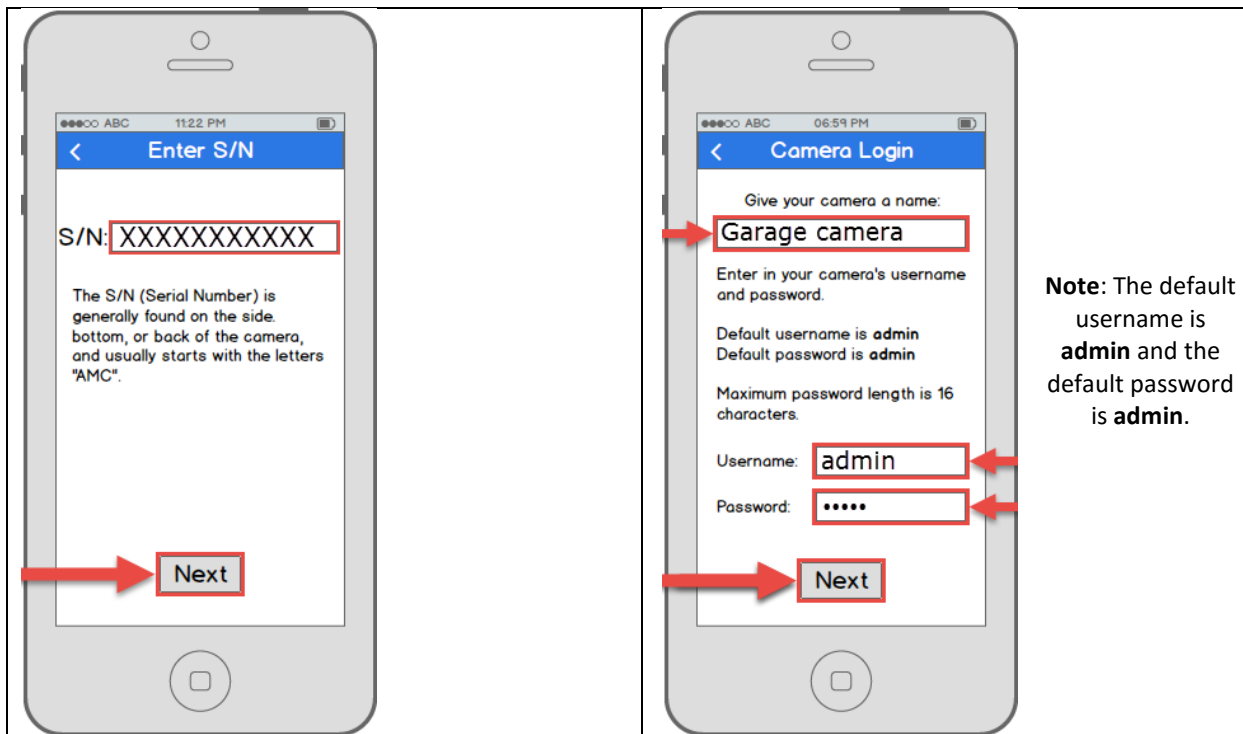 ABC 11:22 PM
Enter S/N
S/N: XXXXXXXXXXX
The S/N (Serial Number) is
generally found on the side.
bottom, or back of the camera,
and usually starts with the letters
"AMC".
Next
ABC 06:59 PM
Camera Login
Give your camera a name:
Garage camera
Enter in your camera's username
and password.
Default username is admin
Default password is admin
Maximum password length is 16
characters.
Username: admin
Password: •••••
Next
Note: The default
username is
admin and the
default password
is admin.